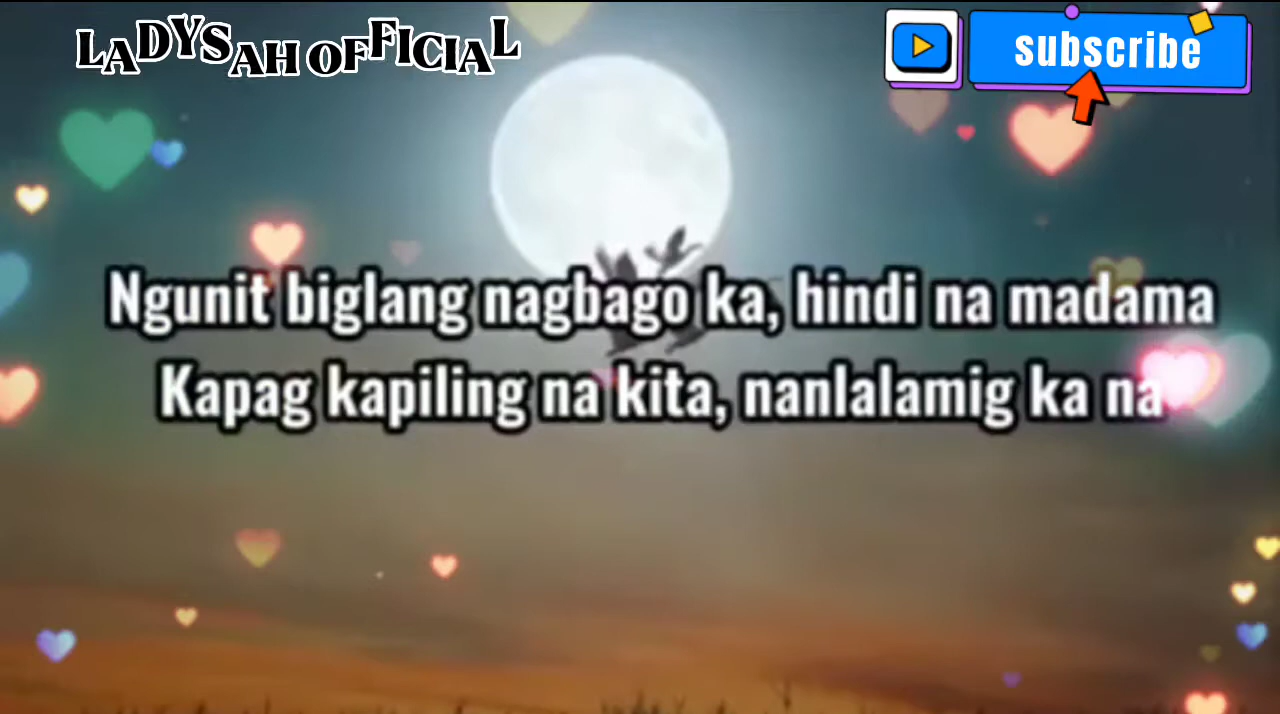 LADYSAH OFFICIAL
subscribe
Ngunit biglang nagbago ka, hindi na madama
Kapag kapiling na kita, nanlalamig ka na